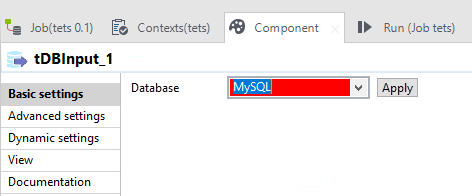 Job(tets 0.1) Contexts(tets) Component Run (Job tets)
tDBInput_1
Basic settings
Database MySQL Apply
Advanced settings
Dynamic settings
View
Documentation